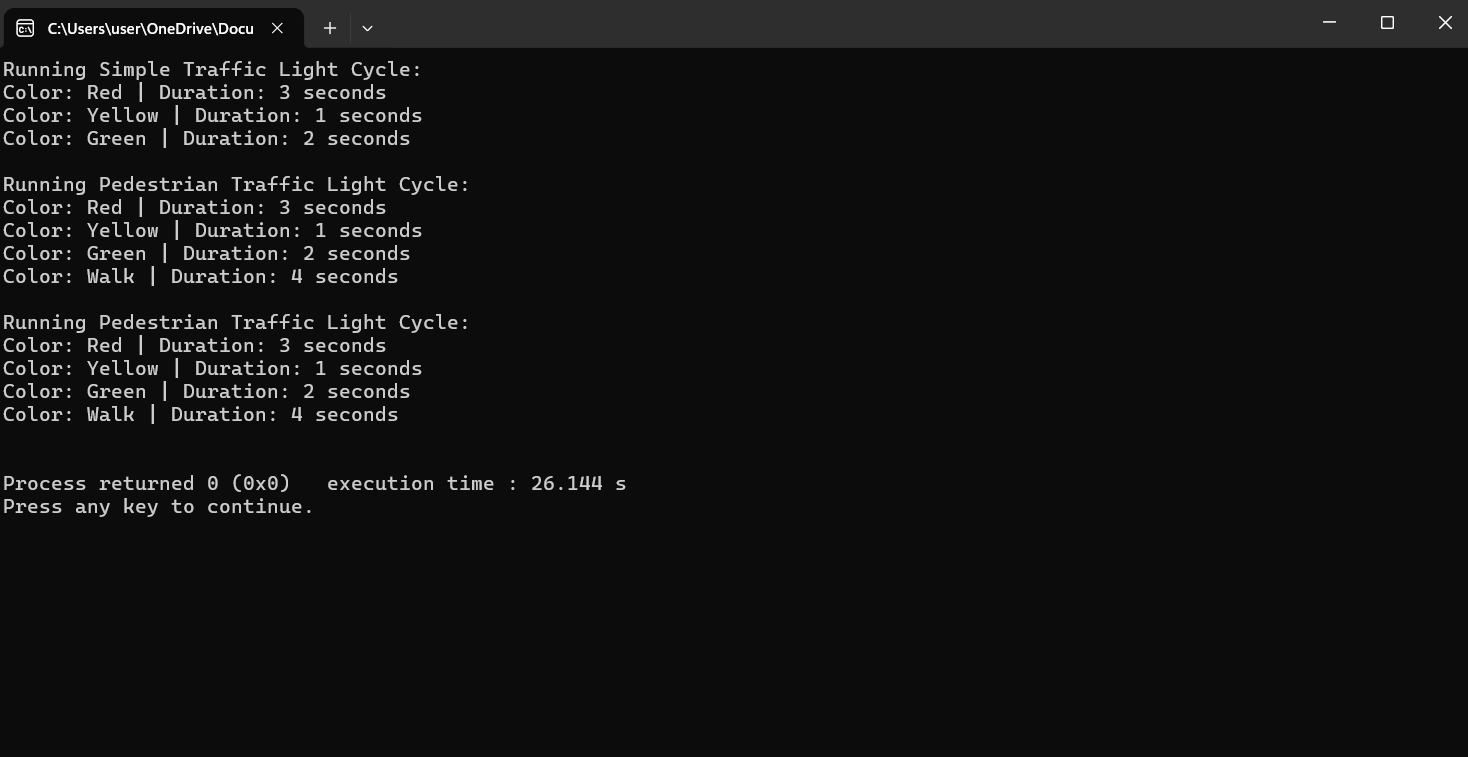 C:\Users\user\OneDrive\Docu
Running Simple Traffic Light Cycle:
Color: Red | Duration: 3 seconds
Color: Yellow | Duration: 1 seconds
Color: Green | Duration: 2 seconds

Running Pedestrian Traffic Light Cycle:
Color: Red | Duration: 3 seconds
Color: Yellow | Duration: 1 seconds
Color: Green | Duration: 2 seconds
Color: Walk | Duration: 4 seconds

Running Pedestrian Traffic Light Cycle:
Color: Red | Duration: 3 seconds
Color: Yellow | Duration: 1 seconds
Color: Green | Duration: 2 seconds
Color: Walk | Duration: 4 seconds

Process returned 0 (0x0)   execution time : 26.144 s
Press any key to continue.